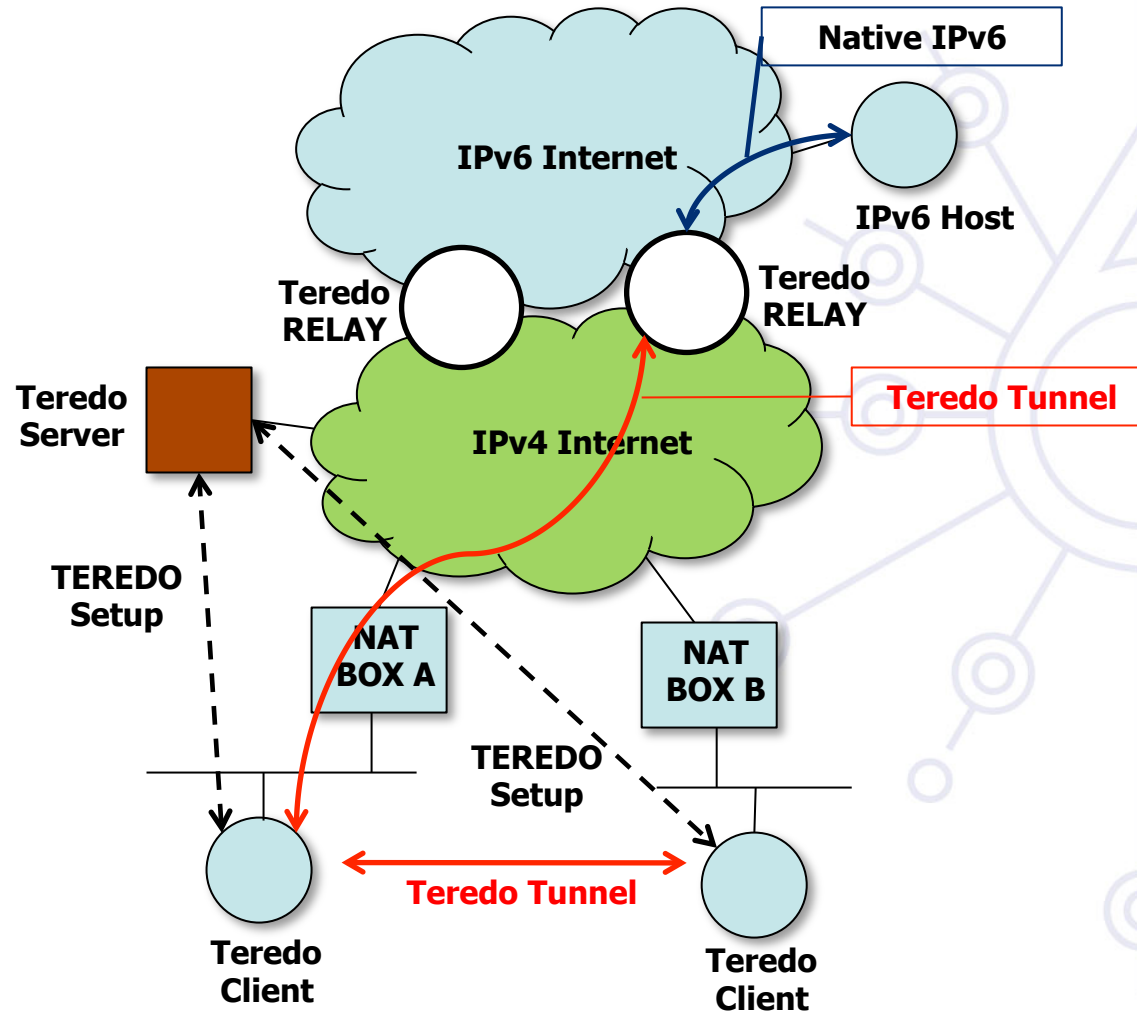 Native IPv6
IPv6 Internet
IPv6 Host
Teredo
RELAY
Teredo
RELAY
Teredo
Server
Teredo Tunnel
IPv4 Internet
TEREDO
Setup
NAT
BOX A
NAT
BOX B
TEREDO
Setup
Teredo Tunnel
Teredo
Client
Teredo
Client